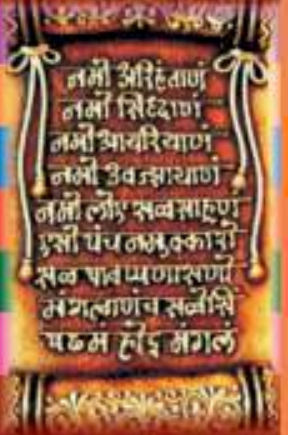 नमो अरिहंताणं
नमो सिद्धाणं
नमो आयरियाणं
नमो उवज्झायाणं
नमो लोए सव्वसाहूणं
एसो पंच नमुक्कारो
सव्व पावप्पणासणो
मंगलाणंच सव्वेसिं
पढमं होइ मंगलं